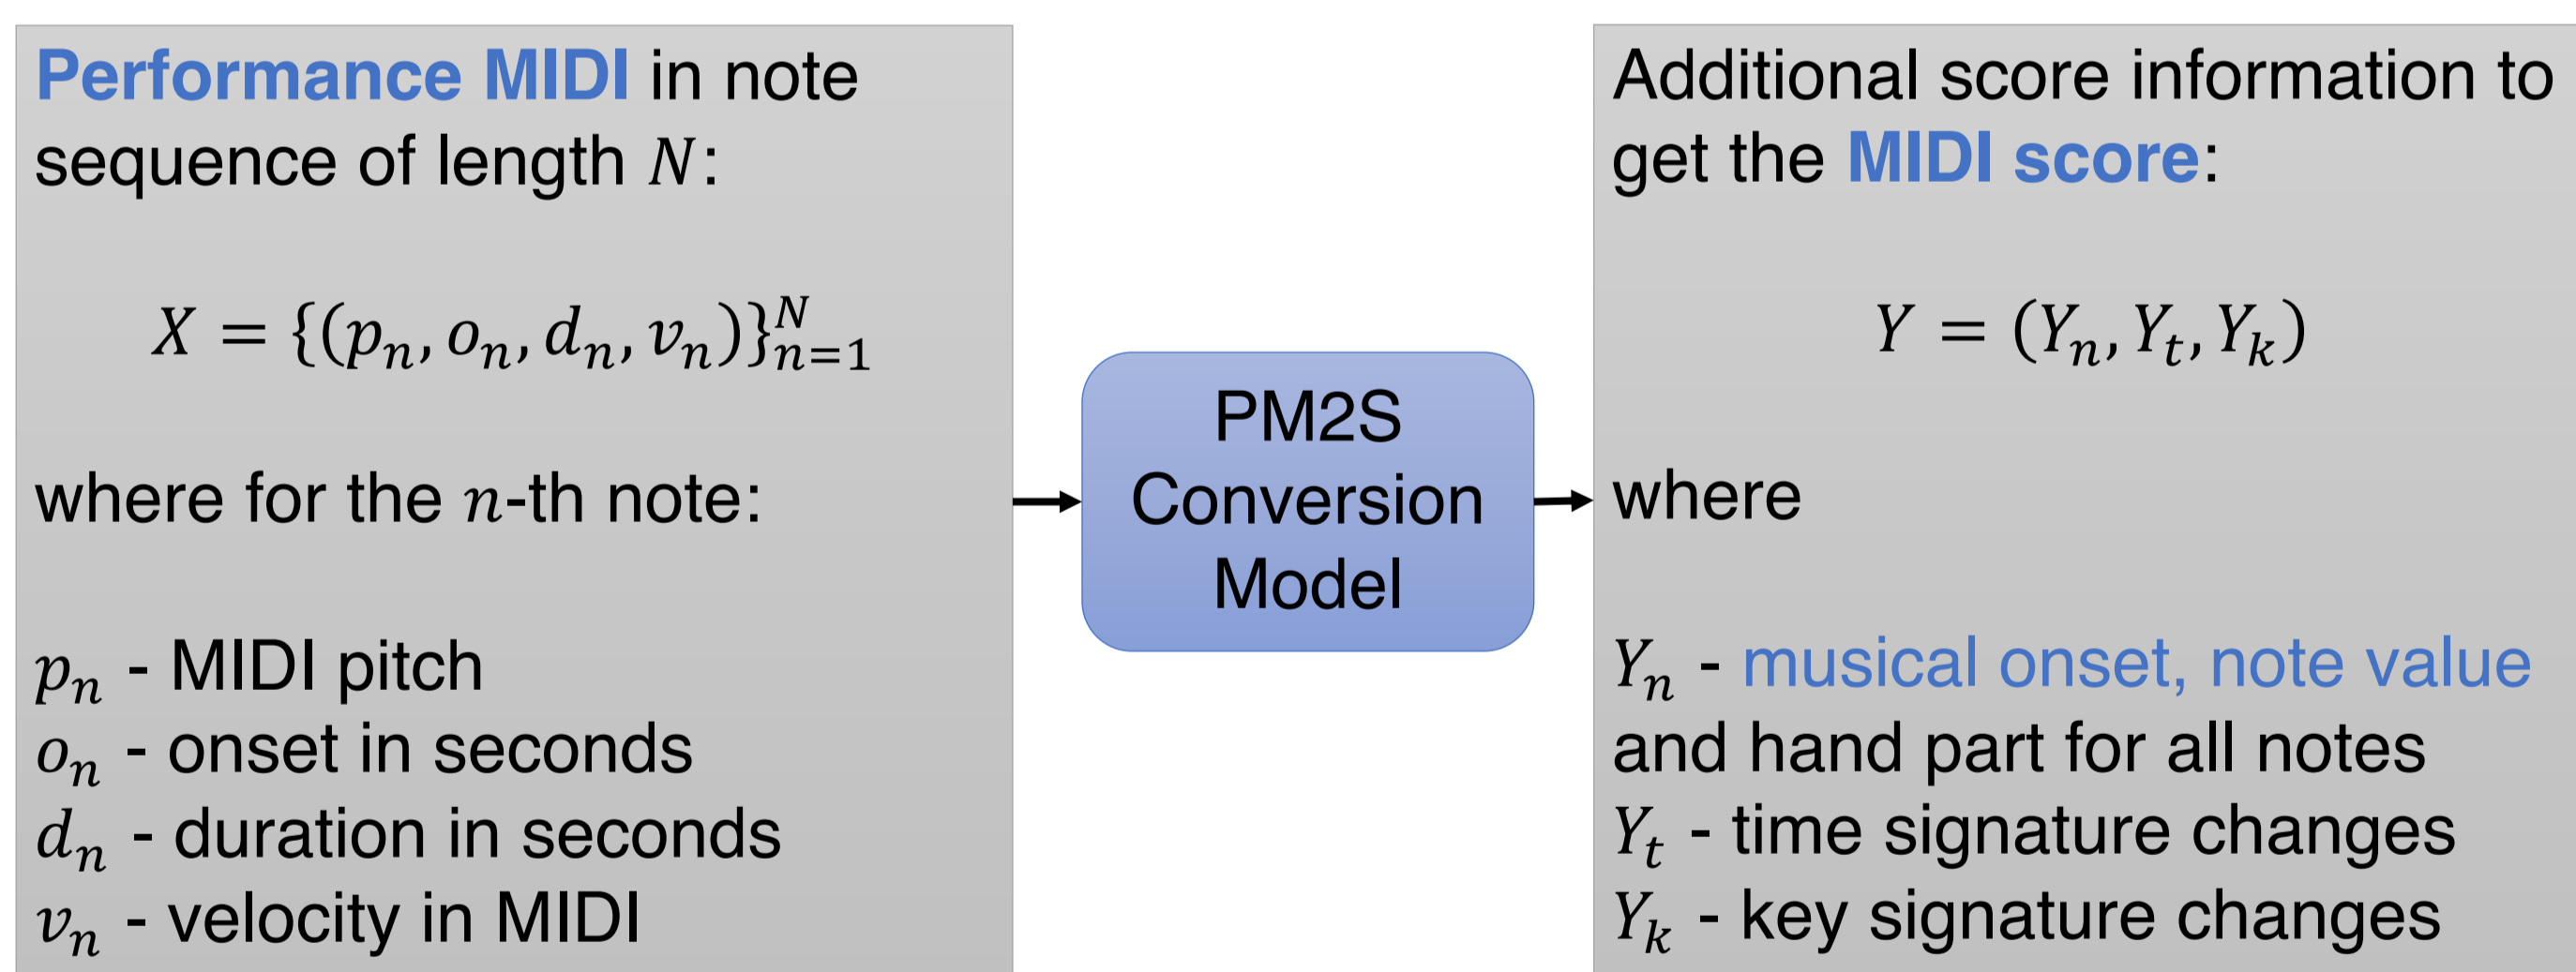 Performance MIDI in note
sequence of length N:
X = {(pₙ, oₙ, dₙ, vₙ)}ᴺₙ₌₁
where for the n-th note:
pₙ - MIDI pitch
oₙ - onset in seconds
dₙ - duration in seconds
vₙ - velocity in MIDI
PM2S
Conversion
Model
Additional score information to
get the MIDI score:
Y = (Yₙ, Yₜ, Yₖ)
where
Yₙ - musical onset, note value
and hand part for all notes
Yₜ - time signature changes
Yₖ - key signature changes